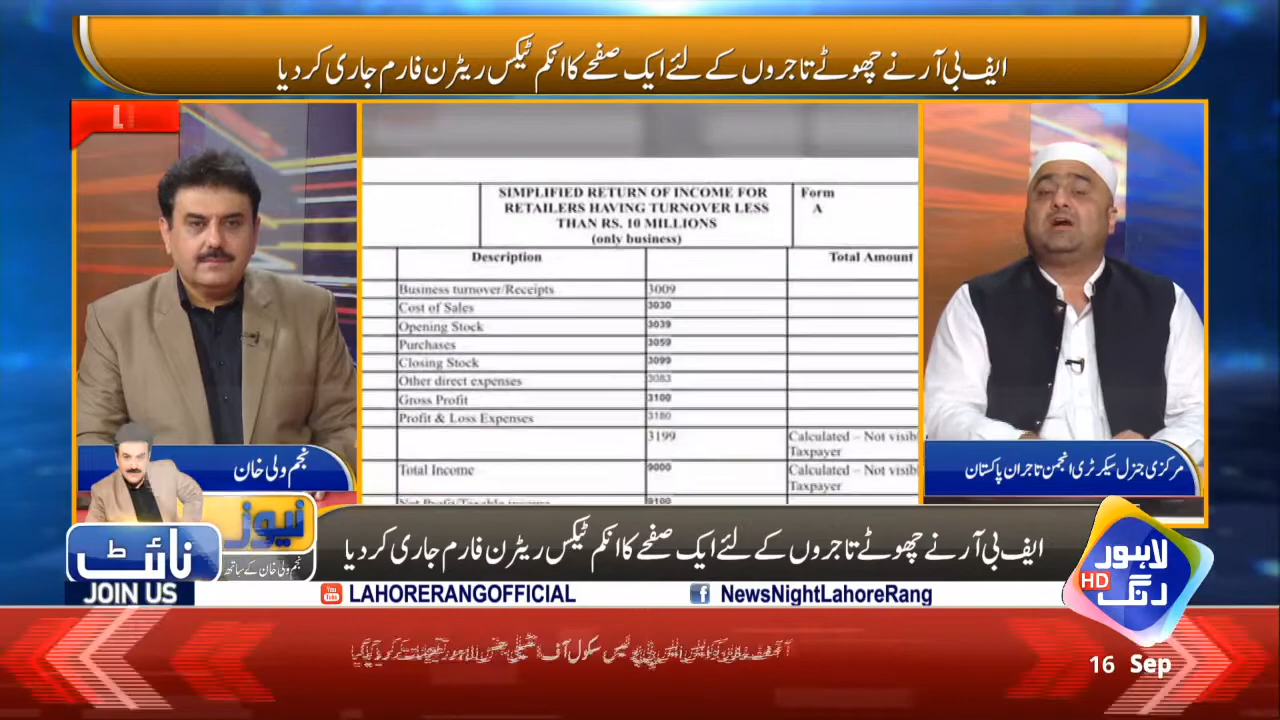 ایف بی آر نے چھوٹے تاجروں کے لئے ایک صفحے کا انکم ٹیکس ریٹرن فارم جاری کر دیا
SIMPLIFIED RETURN OF INCOME FOR
RETAILERS HAVING TURNOVER LESS
THAN RS. 10 MILLIONS
(only business)
Form
A
Description
Total Amount
Business turnover/Receipts 3009
Cost of Sales 3030
Opening Stock 3039
Purchases 3059
Closing Stock 3099
Other direct expenses 3083
Gross Profit 3100
Profit & Loss Expenses 3180
3199 Calculated – Not visib
Taxpayer
Total Income 9000 Calculated – Not visib
Taxpayer
9100
نجم ولی خان
مرکزی جنرل سیکرٹری انجمن تاجران پاکستان
نیوز
نائٹ
نجم ولی خان کے ساتھ
ایف بی آر نے چھوٹے تاجروں کے لئے ایک صفحے کا انکم ٹیکس ریٹرن فارم جاری کر دیا
لاہور
HD
رنگ
JOIN US
You Tube LAHORERANGOFFICIAL
f NewsNightLahoreRang
16 Sep